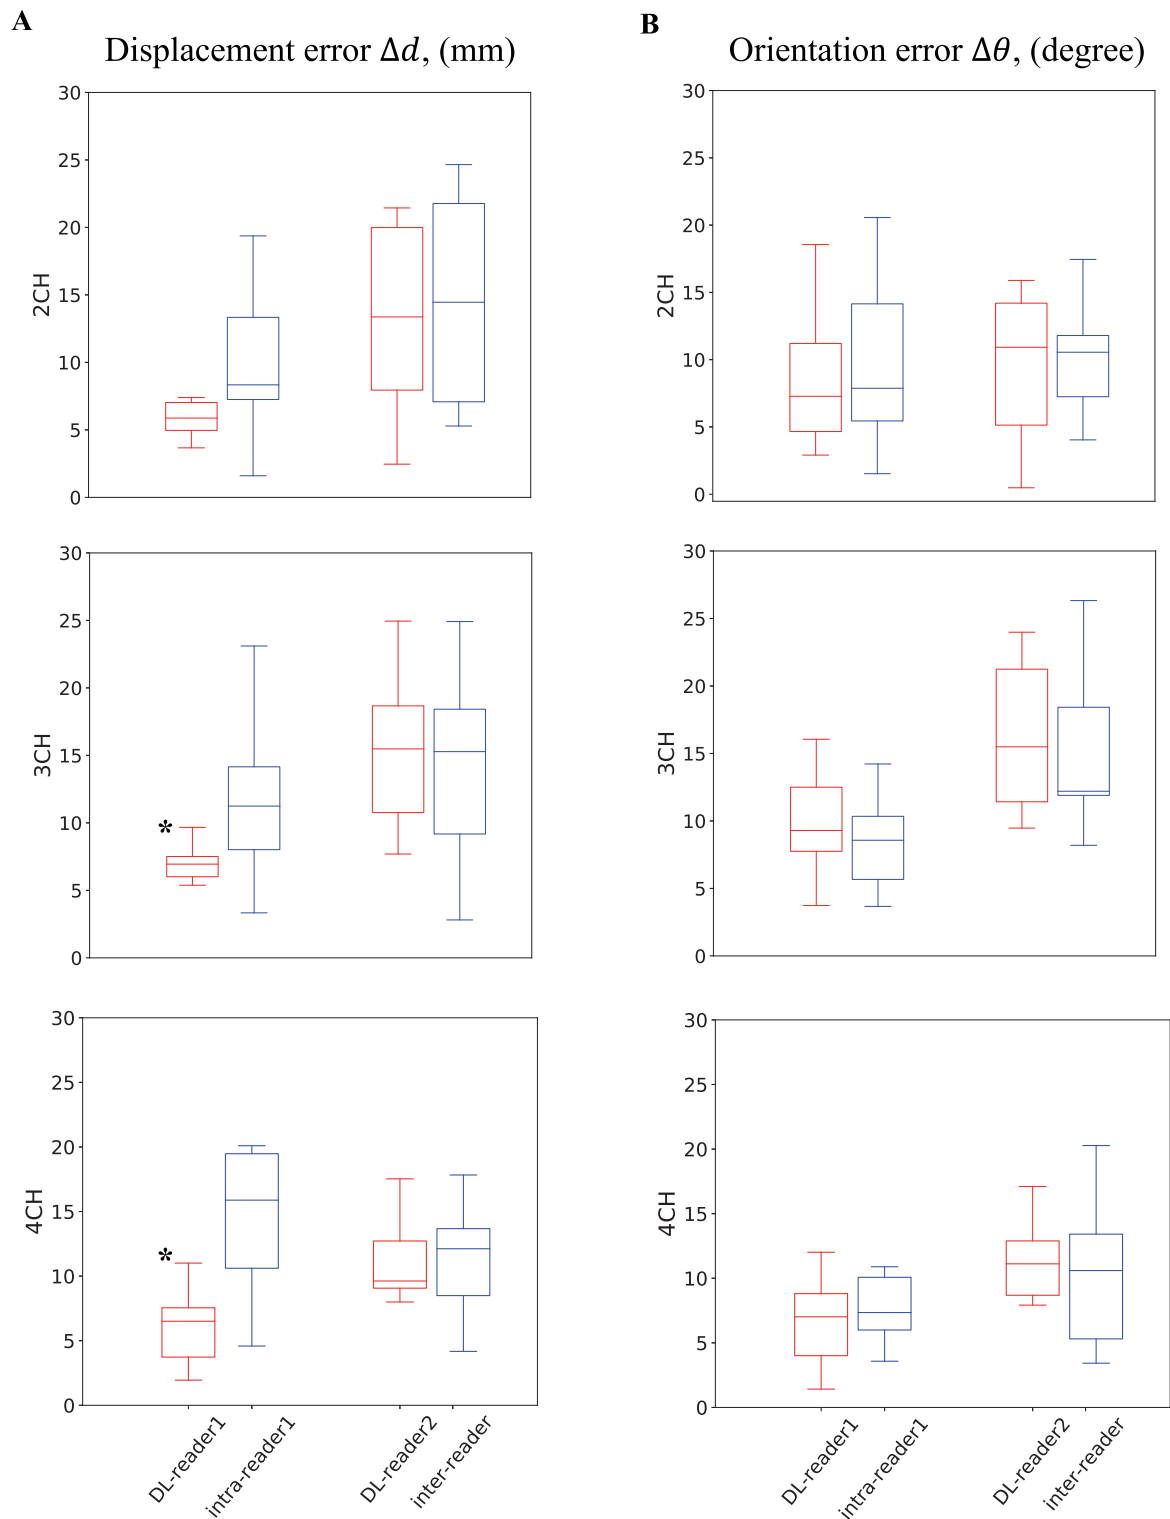 A
Displacement error Δd, (mm)
30
25
20
15
10
5
0
2CH
30
25
20
15
10
5
0
3CH
*
30
25
20
15
10
5
0
4CH
*
DL-reader1
intra-reader1
DL-reader2
inter-reader
B
Orientation error Δθ, (degree)
30
25
20
15
10
5
0
2CH
30
25
20
15
10
5
0
3CH
30
25
20
15
10
5
0
4CH
DL-reader1
intra-reader1
DL-reader2
inter-reader